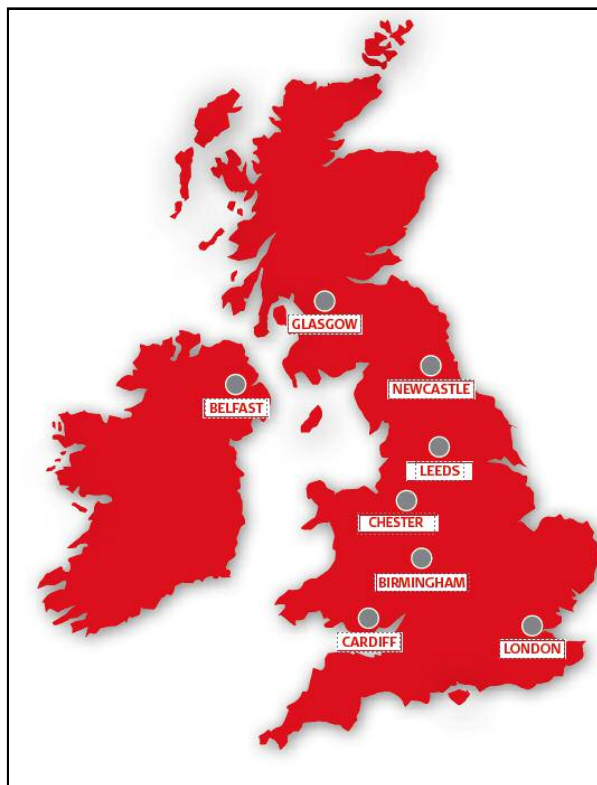 GLASGOW
NEWCASTLE
BELFAST
LEEDS
CHESTER
BIRMINGHAM
CARDIFF
LONDON